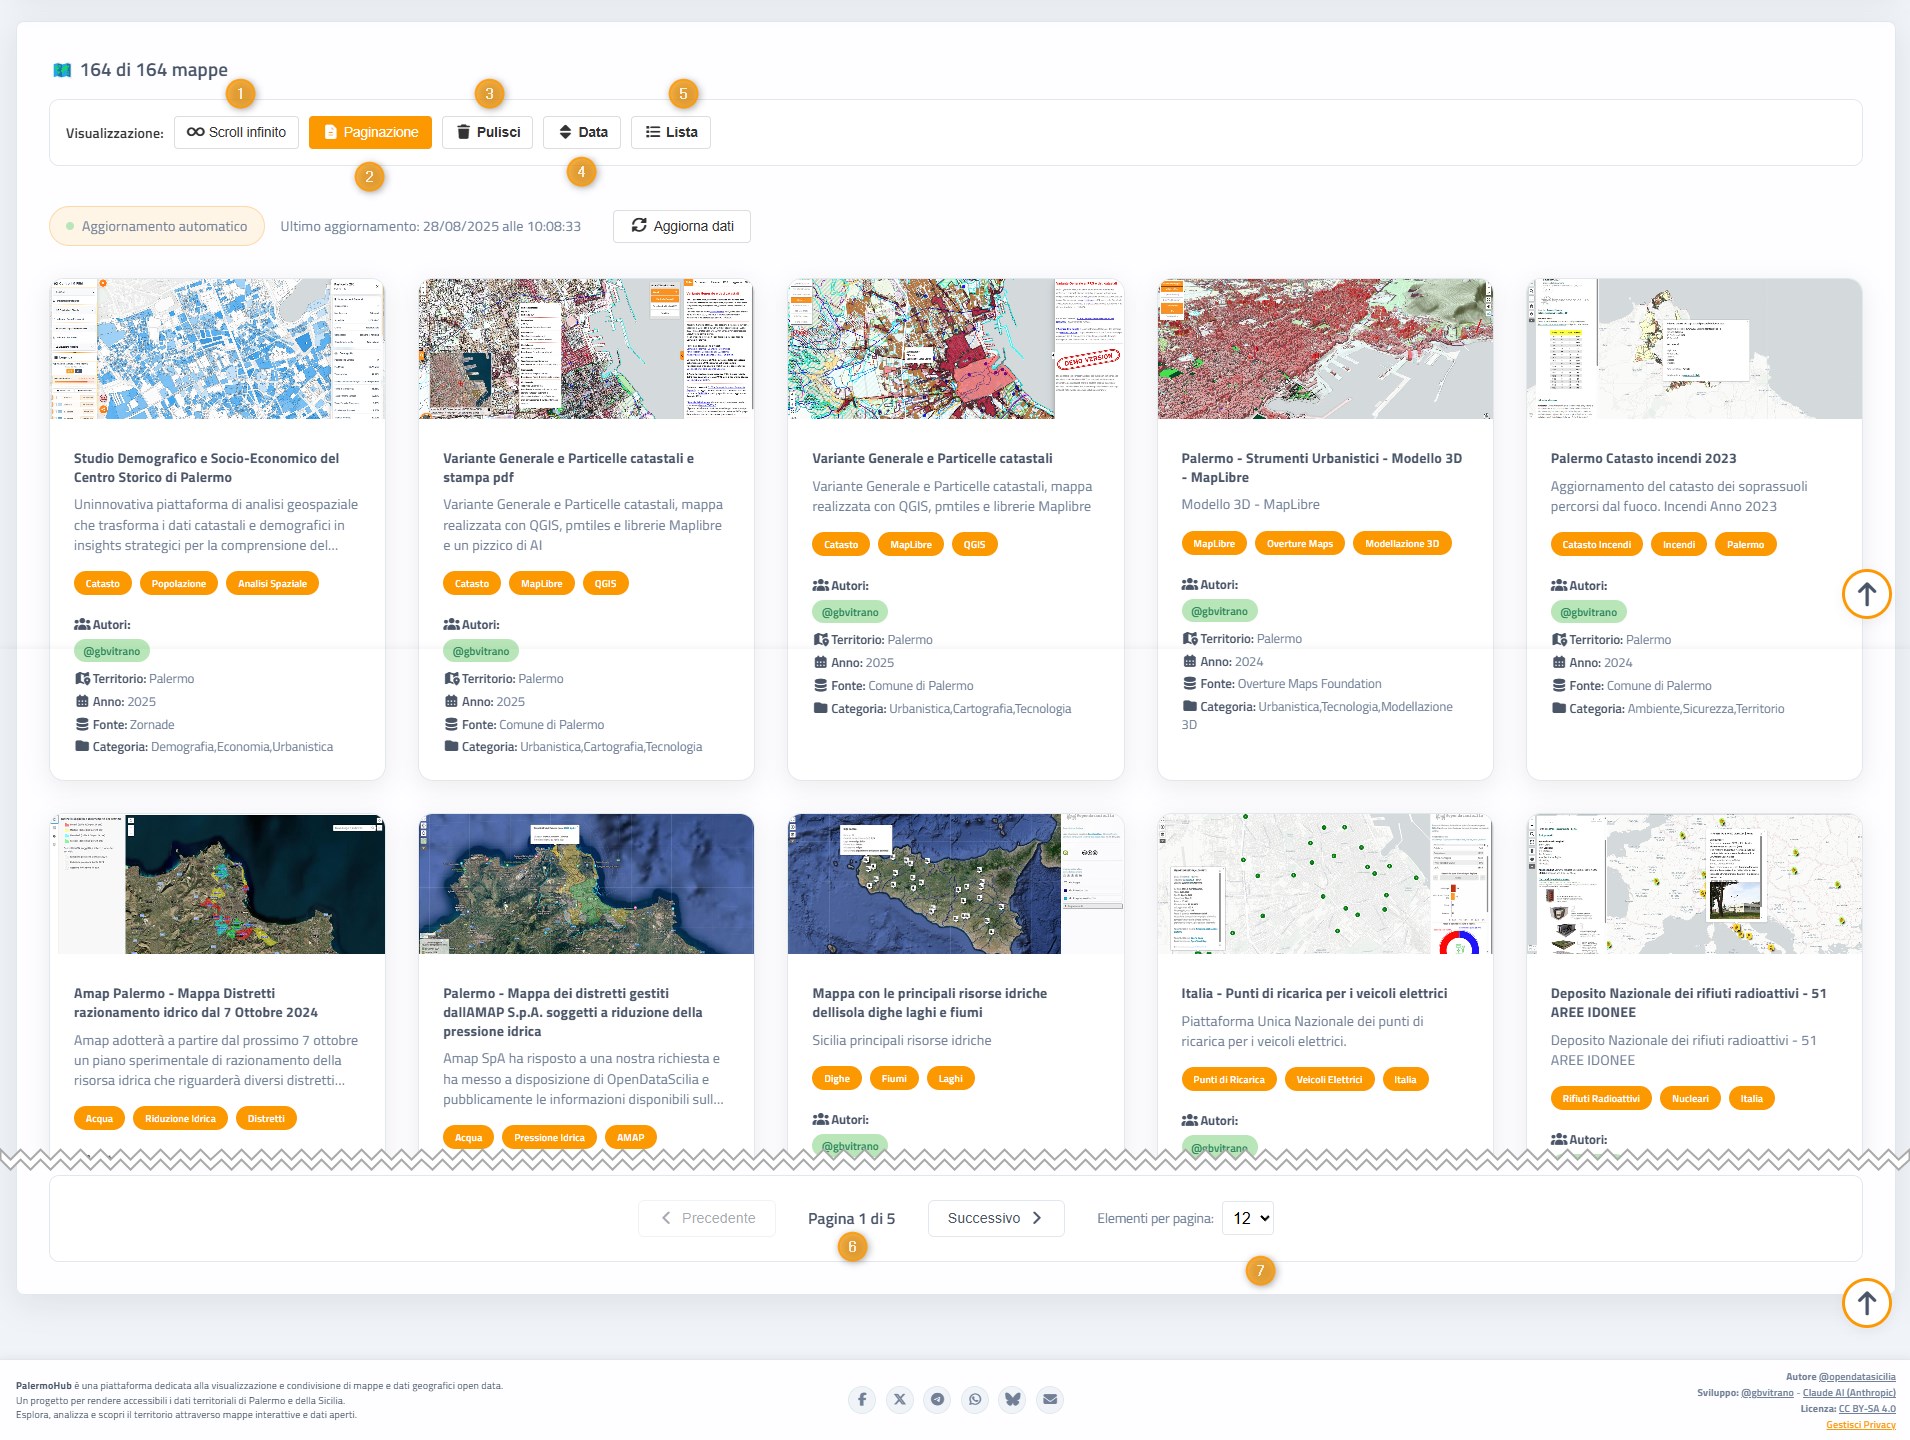 164 di 164 mappe
1
3
5
Visualizzazione:
Scroll infinito
Paginazione
Pulisci
Data
Lista
2
4
Aggiornamento automatico
Ultimo aggiornamento: 28/08/2025 alle 10:08:33
Aggiorna dati
Studio Demografico e Socio-Economico del
Centro Storico di Palermo
Uninnovativa piattaforma di analisi geospaziale
che trasforma i dati catastali e demografici in
insights strategici per la comprensione del...
Catasto
Popolazione
Analisi Spaziale
Autori:
@gbvitrano
Territorio: Palermo
Anno: 2025
Fonte: Zornade
Categoria: Demografia,Economia,Urbanistica
Variante Generale e Particelle catastali e
stampa pdf
Variante Generale e Particelle catastali, mappa
realizzata con QGIS, pmtiles e librerie Maplibre
e un pizzico di AI
Catasto
MapLibre
QGIS
Autori:
@gbvitrano
Territorio: Palermo
Anno: 2025
Fonte: Comune di Palermo
Categoria: Urbanistica,Cartografia,Tecnologia
DEMO VERSION
Variante Generale e Particelle catastali
Variante Generale e Particelle catastali, mappa
realizzata con QGIS, pmtiles e librerie Maplibre
Catasto
MapLibre
QGIS
Autori:
@gbvitrano
Territorio: Palermo
Anno: 2025
Fonte: Comune di Palermo
Categoria: Urbanistica,Cartografia,Tecnologia
Palermo - Strumenti Urbanistici - Modello 3D
- MapLibre
Modello 3D - MapLibre
MapLibre
Overture Maps
Modellazione 3D
Autori:
@gbvitrano
Territorio: Palermo
Anno: 2024
Fonte: Overture Maps Foundation
Categoria: Urbanistica,Tecnologia,Modellazione
3D
Palermo Catasto incendi 2023
Aggiornamento del catasto dei soprassuoli
percorsi dal fuoco. Incendi Anno 2023
Catasto Incendi
Incendi
Palermo
Autori:
@gbvitrano
Territorio: Palermo
Anno: 2024
Fonte: Comune di Palermo
Categoria: Ambiente,Sicurezza,Territorio
Amap Palermo - Mappa Distretti
razionamento idrico dal 7 Ottobre 2024
Amap adotterà a partire dal prossimo 7 ottobre
un piano sperimentale di razionamento della
risorsa idrica che riguarderà diversi distretti...
Acqua
Riduzione Idrica
Distretti
Palermo - Mappa dei distretti gestiti
dallAMAP S.p.A. soggetti a riduzione della
pressione idrica
Amap SpA ha risposto a una nostra richiesta e
ha messo a disposizione di OpenDataScilia e
pubblicamente le informazioni disponibili sull...
Acqua
Pressione Idrica
AMAP
Mappa con le principali risorse idriche
dellisola dighe laghi e fiumi
Sicilia principali risorse idriche
Dighe
Fiumi
Laghi
Autori:
@gbvitrano
Italia - Punti di ricarica per i veicoli elettrici
Piattaforma Unica Nazionale dei punti di
ricarica per i veicoli elettrici.
Punti di Ricarica
Veicoli Elettrici
Italia
Autori:
@gbvitrano
Deposito Nazionale dei rifiuti radioattivi - 51
AREE IDONEE
Deposito Nazionale dei rifiuti radioattivi - 51
AREE IDONEE
Rifiuti Radioattivi
Nucleari
Italia
Autori:
Precedente
Pagina 1 di 5
Successivo
Elementi per pagina:
12
6
7
PalermoHub è una piattaforma dedicata alla visualizzazione e condivisione di mappe e dati geografici open data.
Un progetto per rendere accessibili i dati territoriali di Palermo e della Sicilia.
Esplora, analizza e scopri il territorio attraverso mappe interattive e dati aperti.
Autore @opendatasicilia
Sviluppo: @gbvitrano - Claude AI (Anthropic)
Licenza: CC BY-SA 4.0
Gestisci Privacy